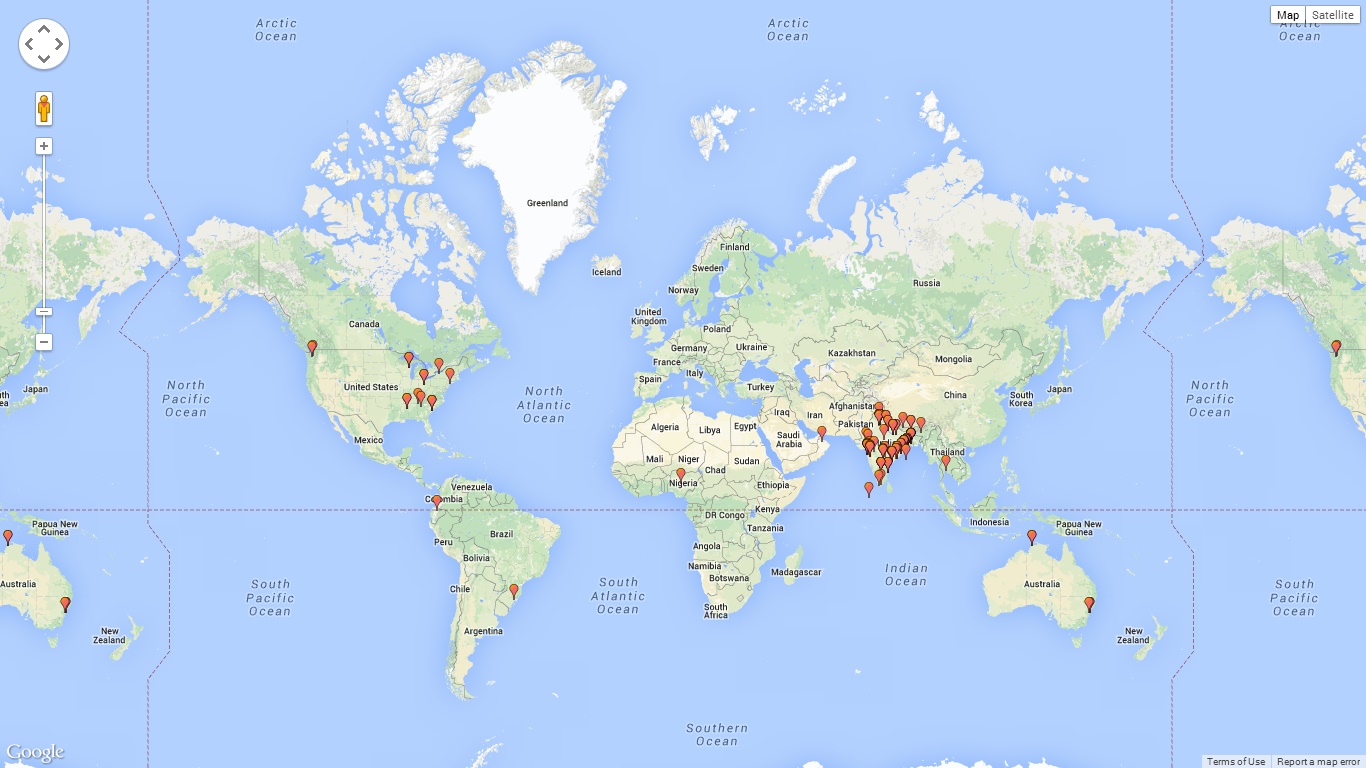 Arctic
Ocean
Arctic
Ocean
Map
Satellite
Arctic
Ocean
Greenland
Iceland
Finland
Sweden
Norway
Russia
United
Kingdom
Poland
Germany
Ukraine
France
Italy
Spain
Turkey
Kazakhstan
Mongolia
Canada
United States
Mexico
North
Pacific
Ocean
North
Atlantic
Ocean
Japan
China
South
Korea
Japan
North
Pacific
Ocean
Iraq
Iran
Afghanistan
Pakistan
Algeria
Libya
Egypt
Saudi
Arabia
Mali
Niger
Chad
Sudan
Nigeria
Ethiopia
Thailand
Venezuela
Colombia
DR Congo
Kenya
Tanzania
Indonesia
Papua New
Guinea
Papua New
Guinea
Brazil
Peru
Bolivia
Chile
Argentina
Angola
Namibia
Botswana
Madagascar
South
Africa
Indian
Ocean
Australia
Australia
South
Pacific
Ocean
South
Atlantic
Ocean
South
Pacific
Ocean
New
Zealand
New
Zealand
Southern
Ocean
Google
Terms of Use
Report a map error